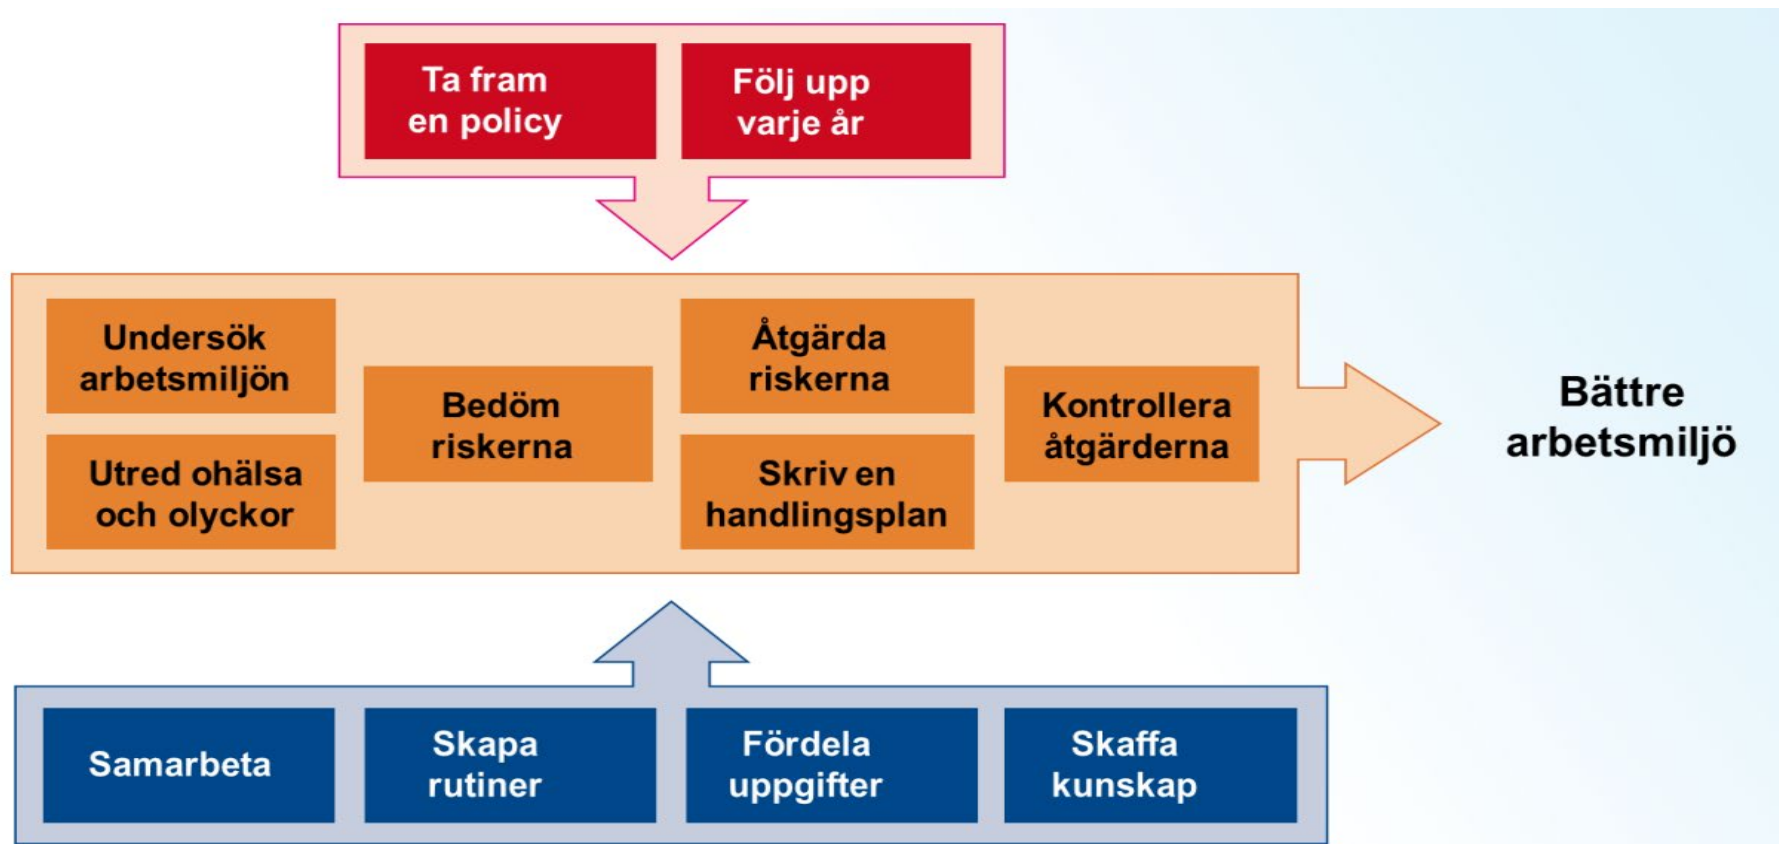 Ta fram
en policy
Följ upp
varje år
Undersök
arbetsmiljön
Utred ohälsa
och olyckor
Bedöm
riskerna
Åtgärda
riskerna
Skriv en
handlingsplan
Kontrollera
åtgärderna
Bättre
arbetsmiljö
Samarbeta
Skapa
rutiner
Fördela
uppgifter
Skaffa
kunskap